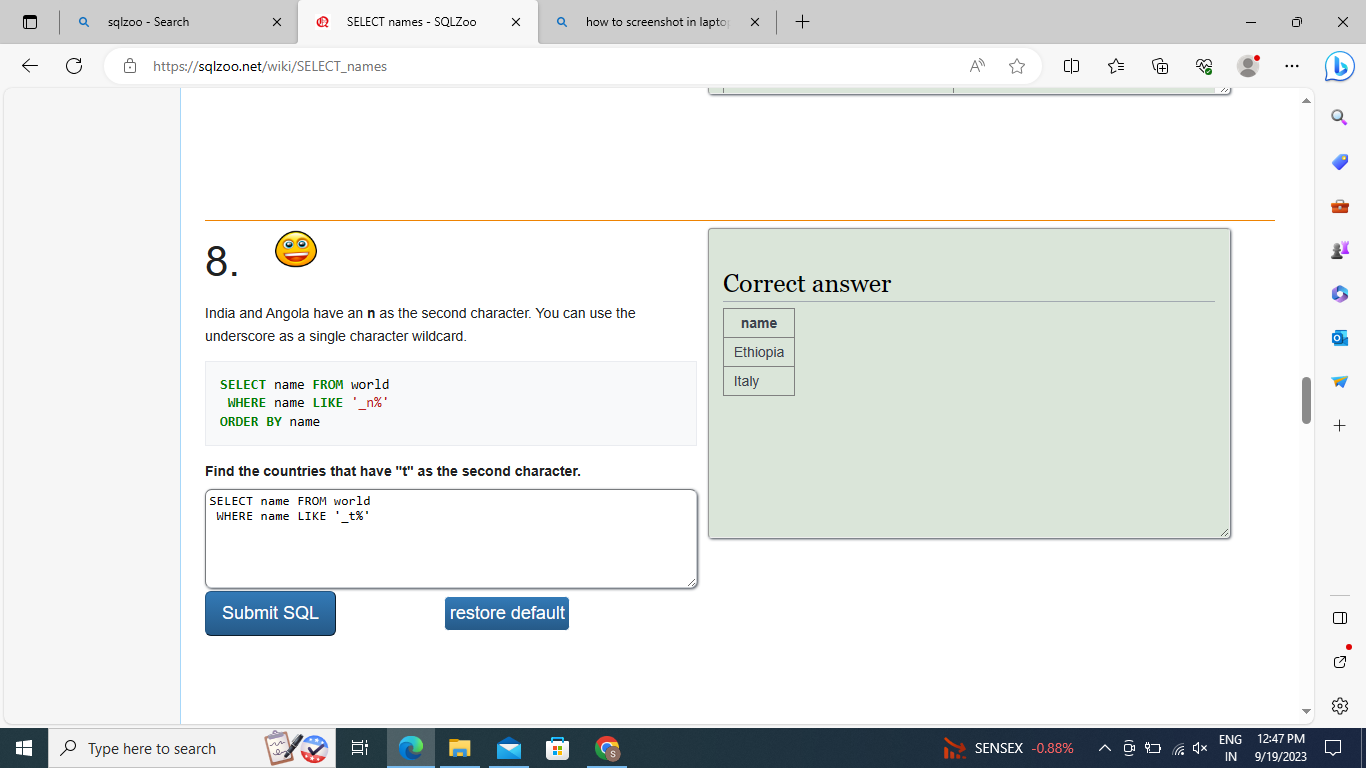 sqlzoo - Search
SELECT names - SQLZoo
how to screenshot in lapto
https://sqlzoo.net/wiki/SELECT_names
8.
India and Angola have an n as the second character. You can use the
underscore as a single character wildcard.
SELECT name FROM world
WHERE name LIKE '_n%'
ORDER BY name
Find the countries that have "t" as the second character.
SELECT name FROM world
WHERE name LIKE '_t%'
Submit SQL
restore default
Correct answer
name
Ethiopia
Italy
Type here to search
SENSEX -0.88%
ENG
IN
12:47 PM
9/19/2023